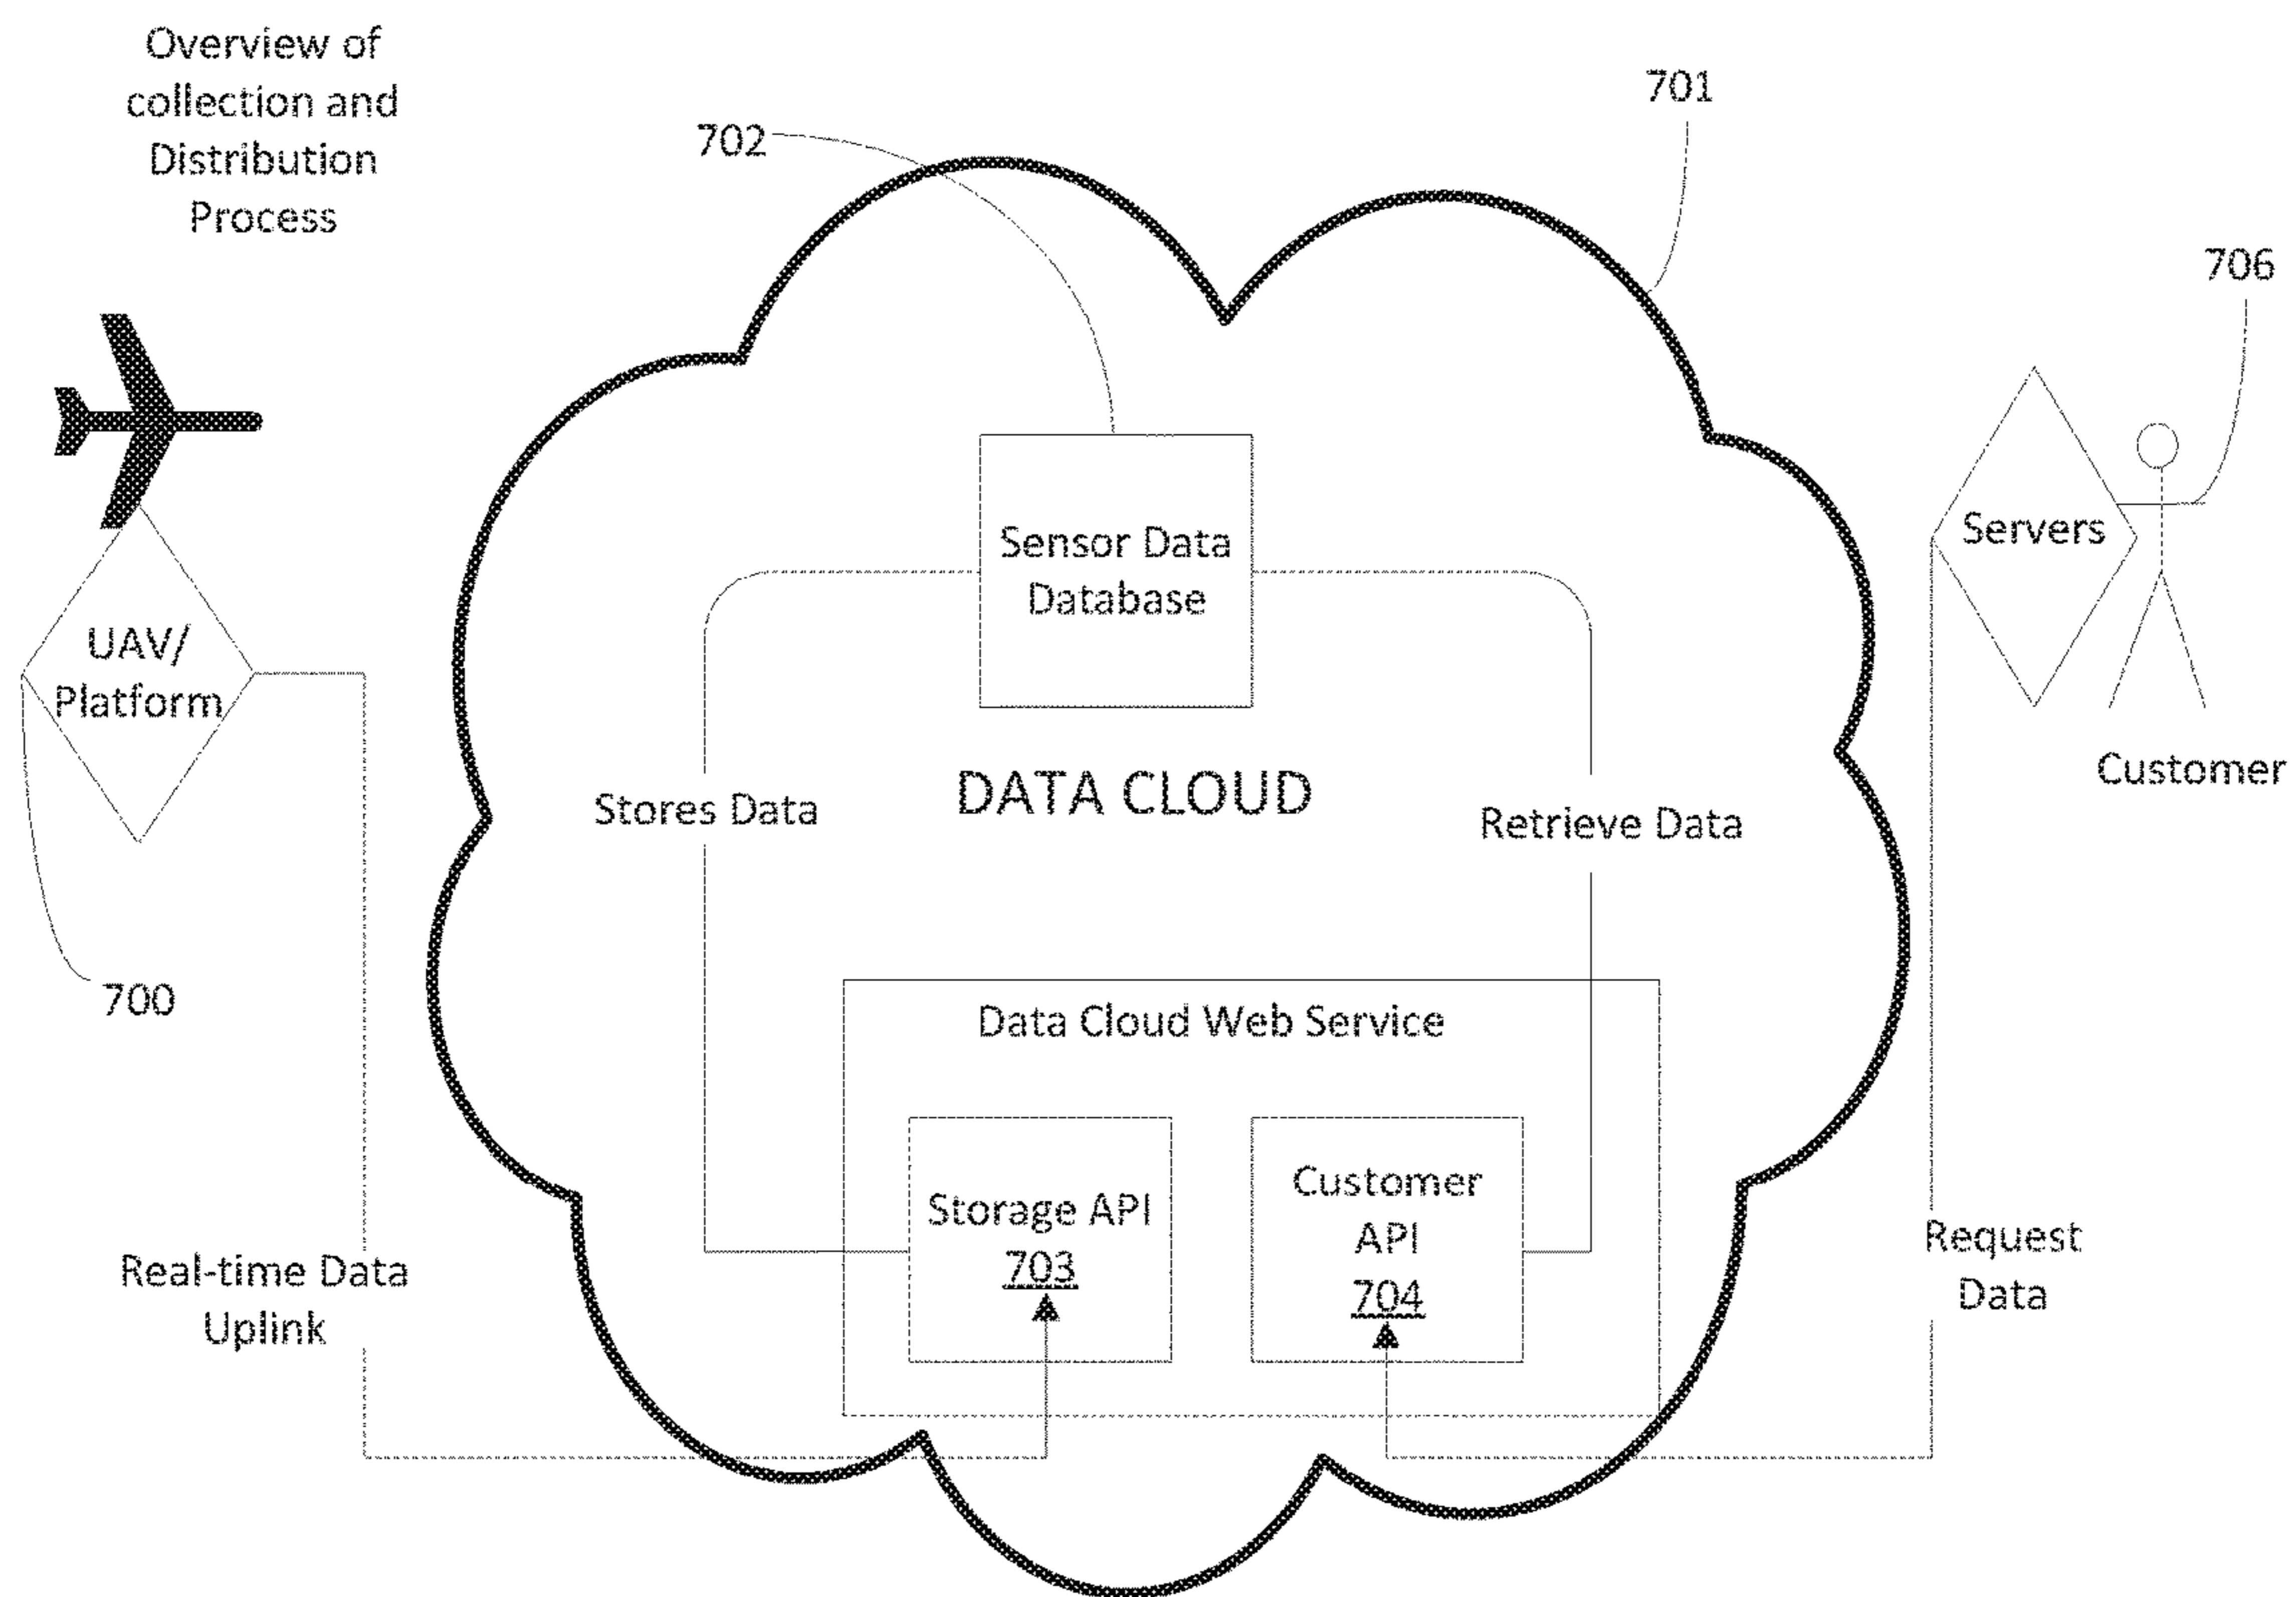 Overview of
collection and
Distribution
Process
701
702
706
Servers
Sensor Data
Database
UAV/
Platform
Customer
DATA CLOUD
Stores Data
Retrieve Data
700
Data Cloud Web Service
Storage API
703
Customer
API
704
Real-time Data
Uplink
Request
Data